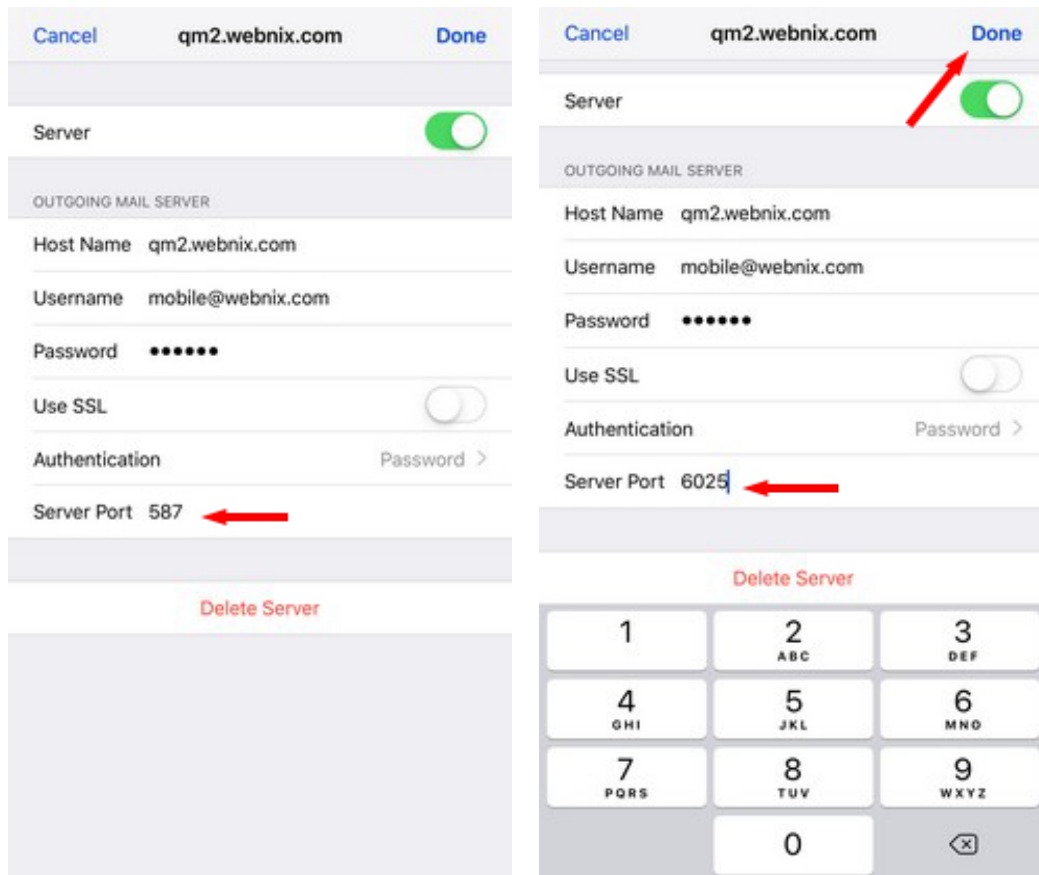 Cancel qm2.webnix.com Done
Server
OUTGOING MAIL SERVER
Host Name qm2.webnix.com
Username mobile@webnix.com
Password ••••••
Use SSL
Authentication Password >
Server Port 587
Delete Server
Cancel qm2.webnix.com Done
Server
OUTGOING MAIL SERVER
Host Name qm2.webnix.com
Username mobile@webnix.com
Password ••••••
Use SSL
Authentication Password >
Server Port 6025
Delete Server
1 2 3
ABC DEF
4 5 6
GHI JKL MNO
7 8 9
PQRS TUV WXYZ
0